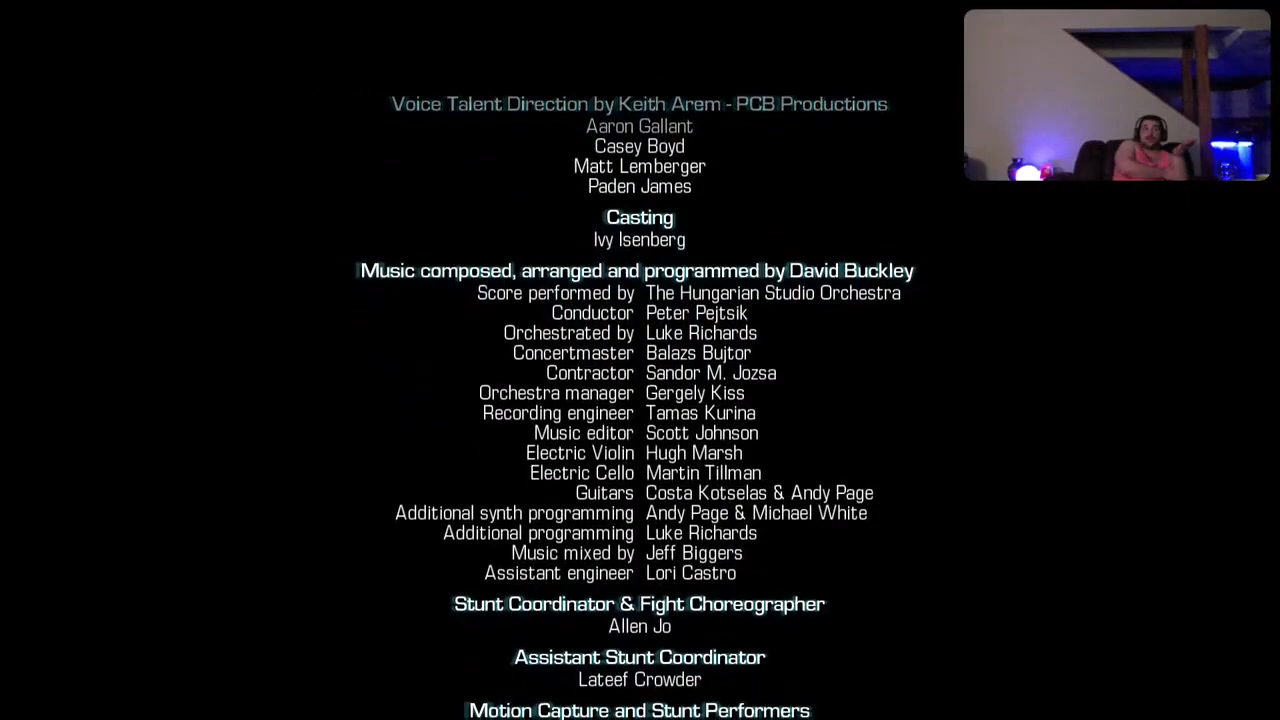 Voice Talent Direction by Keith Arem - PCB Productions
Aaron Gallant
Casey Boyd
Matt Lemberger
Paden James
Casting
Ivy Isenberg
Music composed, arranged and programmed by David Buckley
Score performed by The Hungarian Studio Orchestra
Conductor Peter Pejtsik
Orchestrated by Luke Richards
Concertmaster Balazs Bujtor
Contractor Sandor M. Jozsa
Orchestra manager Gergely Kiss
Recording engineer Tamas Kurina
Music editor Scott Johnson
Electric Violin Hugh Marsh
Electric Cello Martin Tillman
Guitars Costa Kotselas & Andy Page
Additional synth programming Andy Page & Michael White
Additional programming Luke Richards
Music mixed by Jeff Biggers
Assistant engineer Lori Castro
Stunt Coordinator & Fight Choreographer
Allen Jo
Assistant Stunt Coordinator
Lateef Crowder
Motion Capture and Stunt Performers